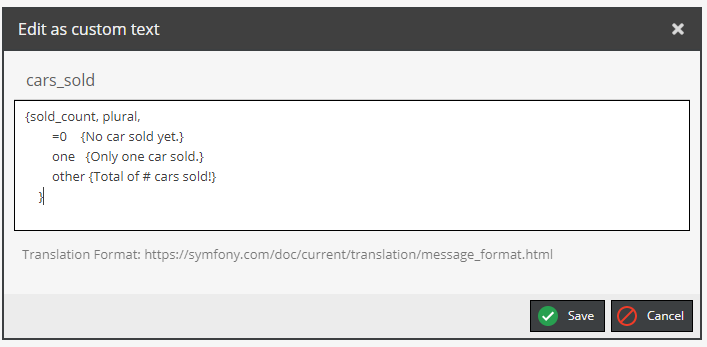 Edit as custom text
cars_sold
{sold_count, plural,
=0 {No car sold yet.}
one {Only one car sold.}
other {Total of # cars sold!}
}
Translation Format: https://symfony.com/doc/current/translation/message_format.html
Save Cancel